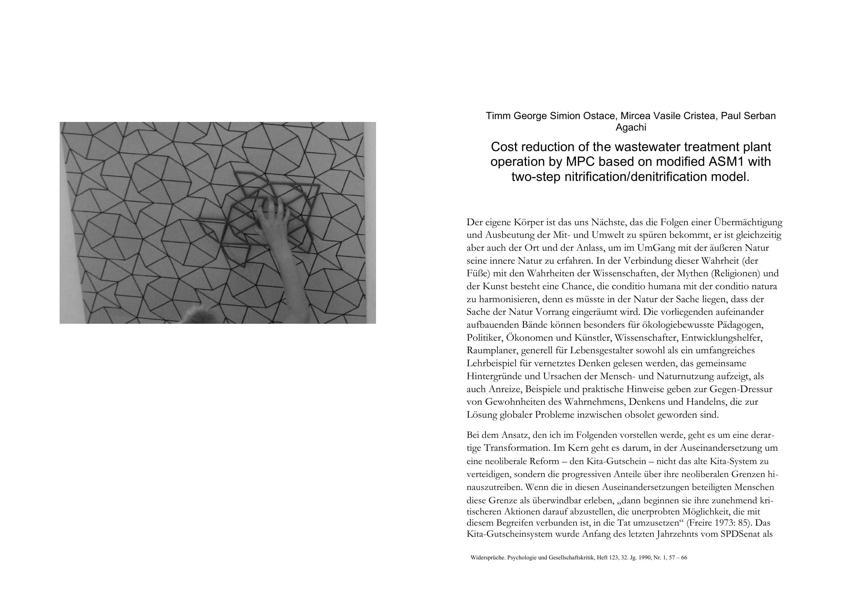 Timm George Simion Ostace, Mircea Vasile Cristea, Paul Serban
Agachi
Cost reduction of the wastewater treatment plant
operation by MPC based on modified ASM1 with
two-step nitrification/denitrification model.
Der eigene Körper ist das uns Nächste, das die Folgen einer Übermächtigung
und Ausbeutung der Mit- und Umwelt zu spüren bekommt, er ist gleichzeitig
aber auch der Ort und der Anlass, um im UmGang mit der äußeren Natur
seine innere Natur zu erfahren. In der Verbindung dieser Wahrheit (der
Füße) mit den Wahrheiten der Wissenschaften, der Mythen (Religionen) und
der Kunst besteht eine Chance, die conditio humana mit der conditio natura
zu harmonisieren, denn es müsste in der Natur der Sache liegen, dass der
Sache der Natur Vorrang eingeräumt wird. Die vorliegenden aufeinander
aufbauenden Bände können besonders für ökologiebewusste Pädagogen,
Politiker, Ökonomen und Künstler, Wissenschafter, Entwicklungshelfer,
Raumplaner, generell für Lebensgestalter sowohl als ein umfangreiches
Lehrbeispiel für vernetztes Denken gelesen werden, das gemeinsame
Hintergründe und Ursachen der Mensch- und Naturnutzung aufzeigt, als
auch Anreize, Beispiele und praktische Hinweise geben zur Gegen-Dressur
von Gewohnheiten des Wahrnehmens, Denkens und Handelns, die zur
Lösung globaler Probleme inzwischen obsolet geworden sind.
Bei dem Ansatz, den ich im Folgenden vorstellen werde, geht es um eine derar-
tige Transformation. Im Kern geht es darum, in der Auseinandersetzung um
eine neoliberale Reform – den Kita-Gutschein – nicht das alte Kita-System zu
verteidigen, sondern die progressiven Anteile über ihre neoliberalen Grenzen hi-
nauszutreiben. Wenn die in diesen Auseinandersetzungen beteiligten Menschen
diese Grenze als überwindbar erleben, „dann beginnen sie ihre zunehmend kri-
tischeren Aktionen darauf abzustellen, die unerprobten Möglichkeit, die mit
diesem Begreifen verbunden ist, in die Tat umzusetzen“ (Freire 1973: 85). Das
Kita-Gutscheinsystem wurde Anfang des letzten Jahrzehnts vom SPDSenat als
Widersprüche. Psychologie und Gesellschaftskritik, Heft 123, 32. Jg. 1990, Nr. 1, 57 – 66